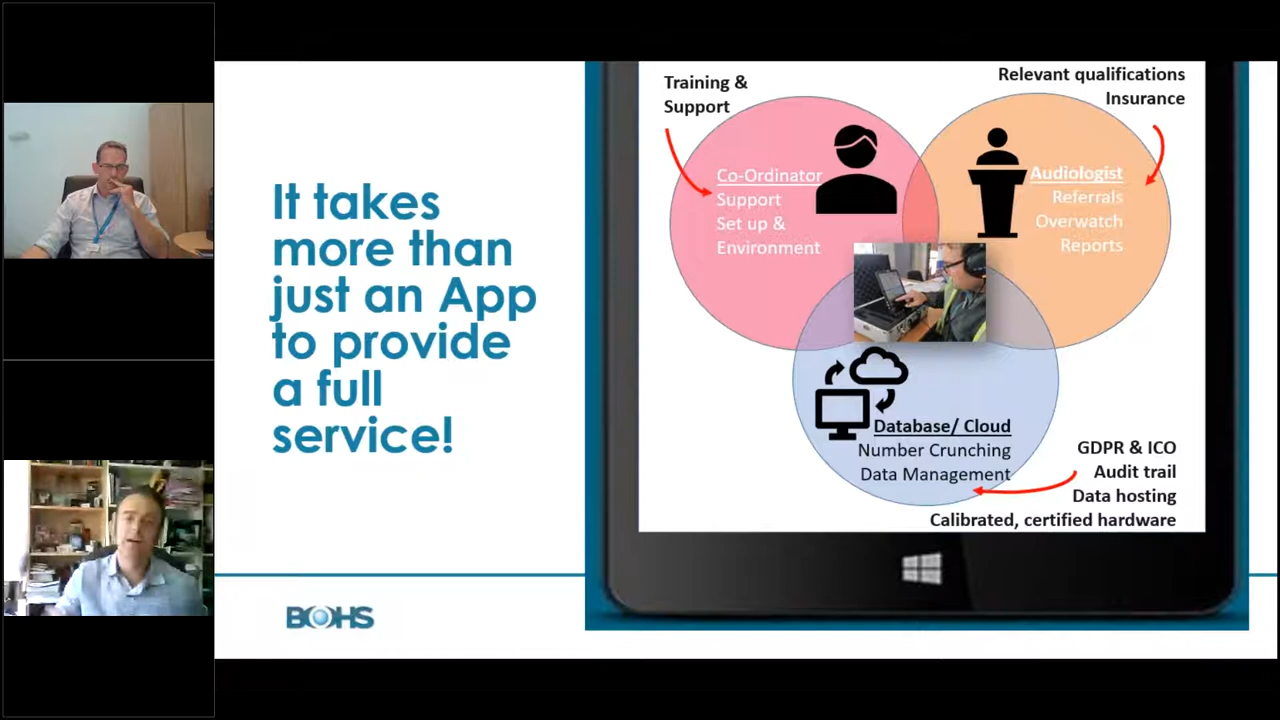 It takes
more than
just an App
to provide
a full
service!
BOHS
Training &
Support
Relevant qualifications
Insurance
Co-Ordinator
Support
Set up &
Environment
Audiologist
Referrals
Overwatch
Reports
Database/ Cloud
Number Crunching
Data Management
GDPR & ICO
Audit trail
Data hosting
Calibrated, certified hardware